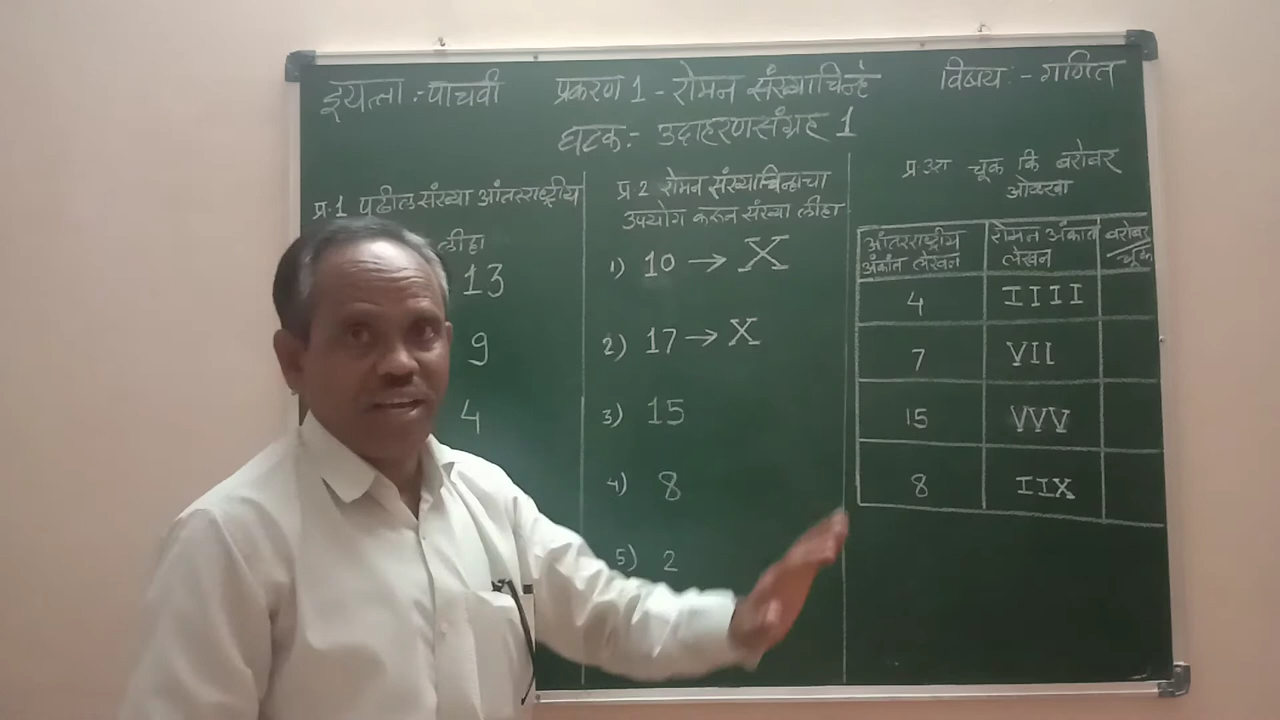 इयत्ता :- पाचवी प्रकरण 1 - रोमन संख्याचिन्हे विषय :- गणित
घटक :- उदाहरणसंग्रह 1
प्र.1 पुढील संख्या आंतरराष्ट्रीय
लीहा
13
9
4
प्र.2 रोमन संख्याचिन्हाचा
उपयोग करून संख्या लीहा
1) 10 → X
2) 17 → X
3) 15
4) 8
5) 2
चूक कि बरोबर
ओळखा
आंतरराष्ट्रीय अंकात लेखन | रोमन अंकात लेखन | बरोबर/चूक
4 | IIII
7 | VII
15 | VVV
8 | IIX